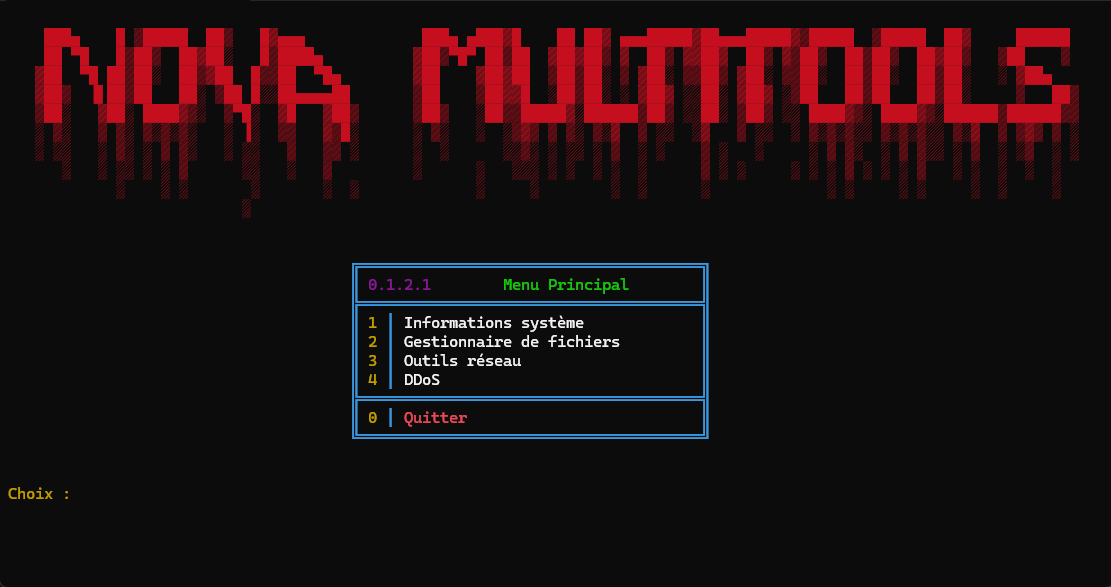 NOVA MULTITOOLS
0.1.2.1 Menu Principal
1 | Informations système
2 | Gestionnaire de fichiers
3 | Outils réseau
4 | DDoS
0 | Quitter
Choix :